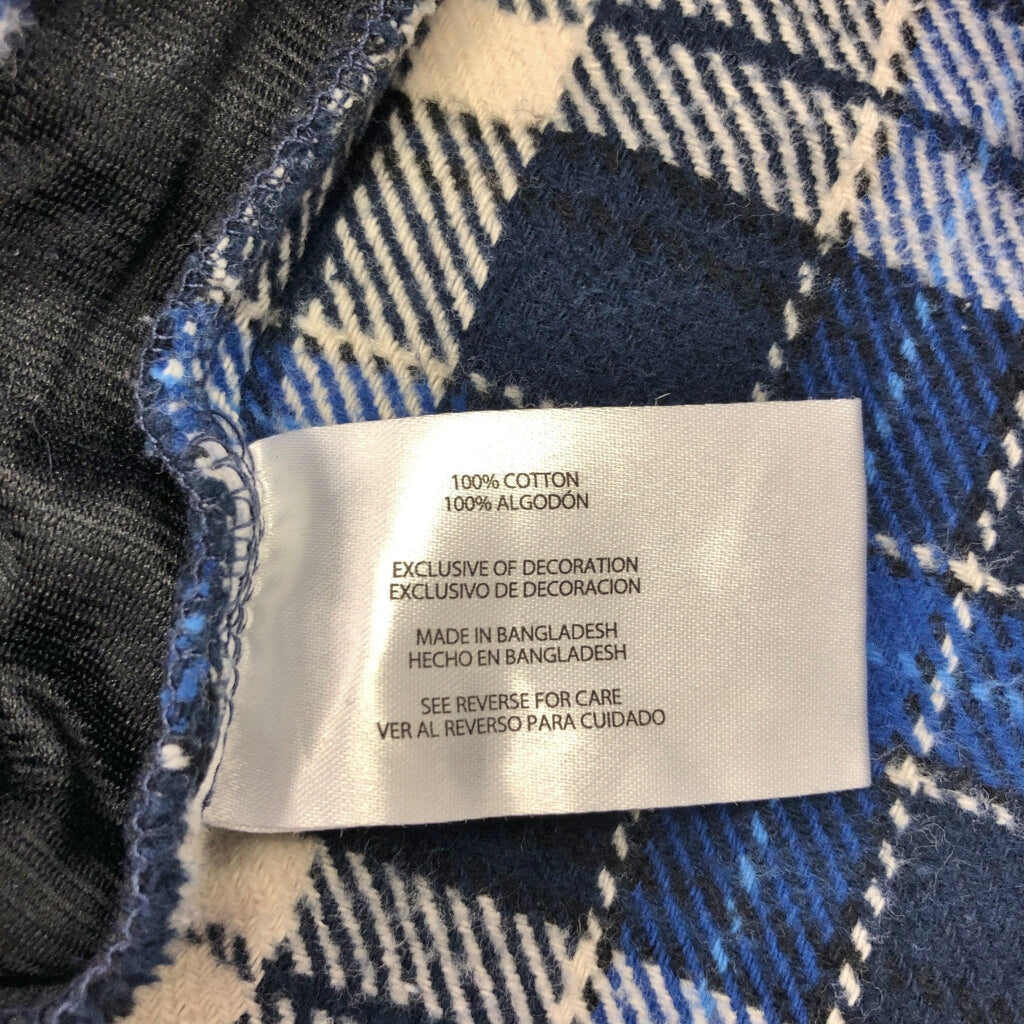 100% COTTON
100% ALGODÓN
EXCLUSIVE OF DECORATION
EXCLUSIVO DE DECORACION
MADE IN BANGLADESH
HECHO EN BANGLADESH
SEE REVERSE FOR CARE
VER AL REVERSO PARA CUIDADO